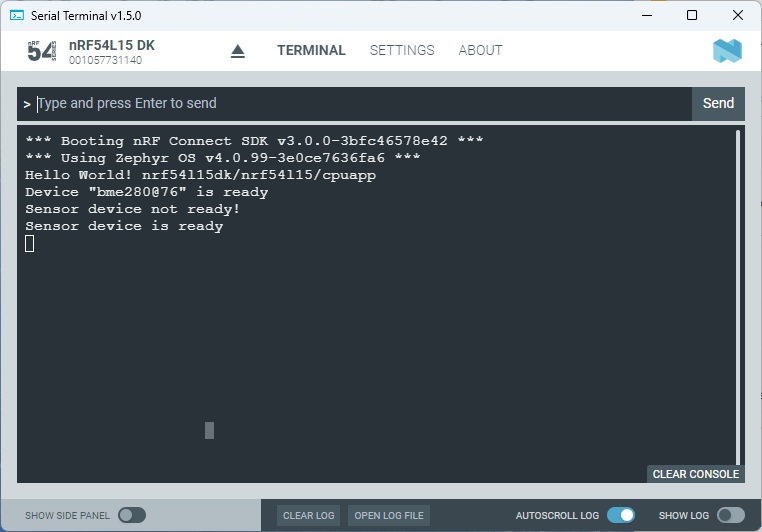 Serial Terminal v1.5.0
nRF
54
SERIES
nRF54L15 DK
001057731140
TERMINAL
SETTINGS
ABOUT
> Type and press Enter to send
Send
*** Booting nRF Connect SDK v3.0.0-3bfc46578e42 ***
*** Using Zephyr OS v4.0.99-3e0ce7636fa6 ***
Hello World! nrf54l15dk/nrf54l15/cpuapp
Device "bme280@76" is ready
Sensor device not ready!
Sensor device is ready
CLEAR CONSOLE
SHOW SIDE PANEL
CLEAR LOG
OPEN LOG FILE
AUTOSCROLL LOG
SHOW LOG